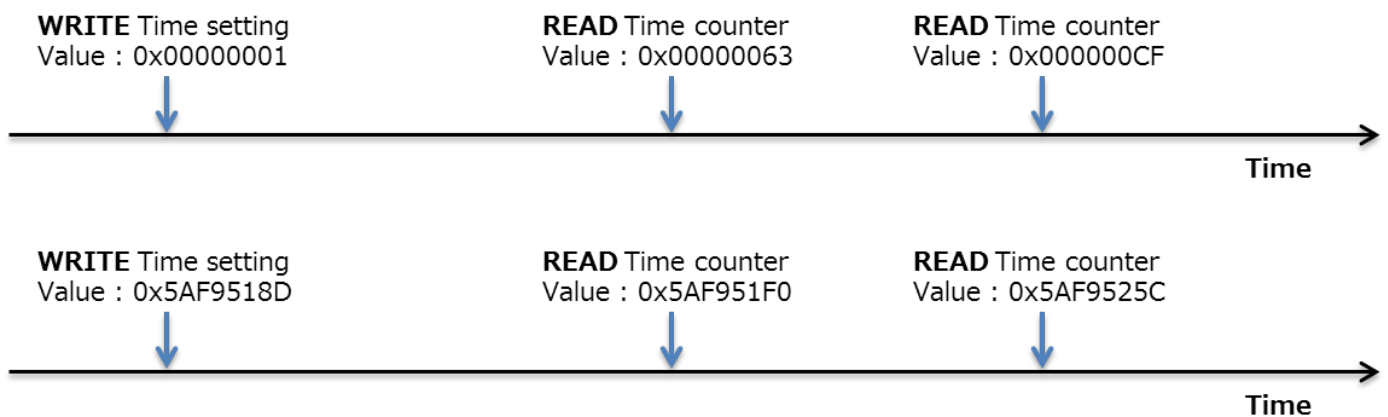 WRITE Time setting
Value : 0x00000001
READ Time counter
Value : 0x00000063
READ Time counter
Value : 0x000000CF
Time
WRITE Time setting
Value : 0x5AF9518D
READ Time counter
Value : 0x5AF951F0
READ Time counter
Value : 0x5AF9525C
Time